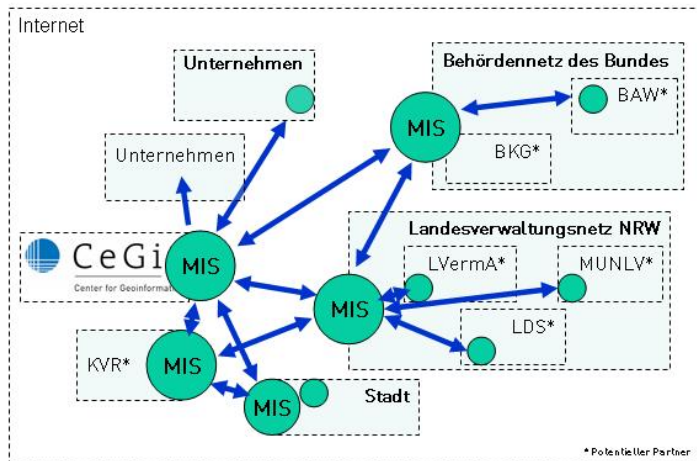 Internet
Unternehmen
Behördennetz des Bundes
BAW*
MIS
BKG*
Unternehmen
Landesverwaltungsnetz NRW
CeGi
Center for Geoinformati
MIS
LVermA*
MUNLV*
MIS
LDS*
KVR*
MIS
MIS
Stadt
* Potentieller Partner